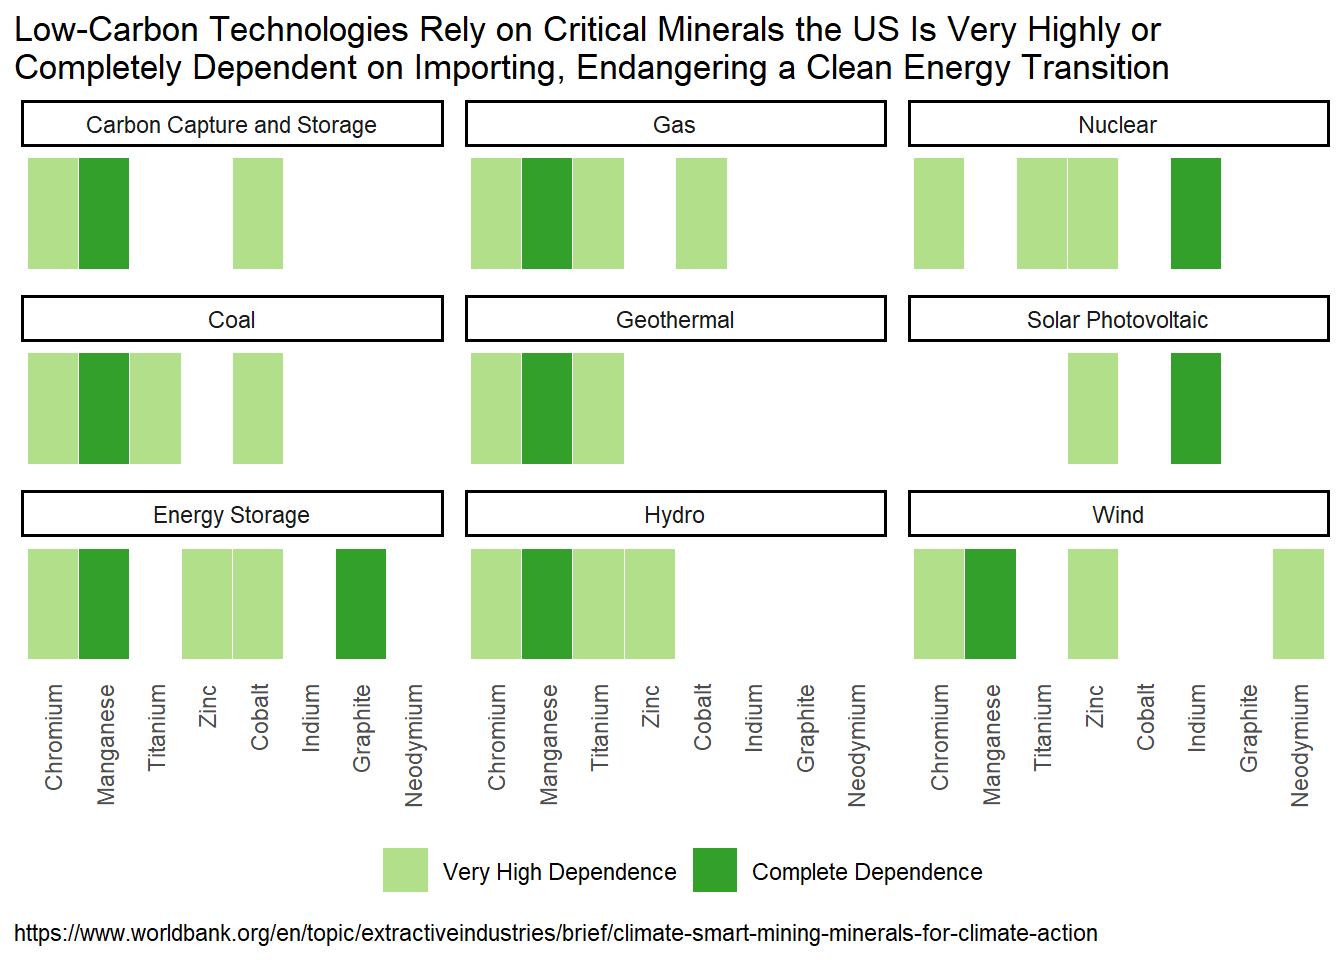 Low-Carbon Technologies Rely on Critical Minerals the US Is Very Highly or
Completely Dependent on Importing, Endangering a Clean Energy Transition
Carbon Capture and Storage
Gas
Nuclear
Coal
Geothermal
Solar Photovoltaic
Energy Storage
Hydro
Wind
Chromium
Manganese
Titanium
Zinc
Cobalt
Indium
Graphite
Neodymium
Chromium
Manganese
Titanium
Zinc
Cobalt
Indium
Graphite
Neodymium
Chromium
Manganese
Titanium
Zinc
Cobalt
Indium
Graphite
Neodymium
Very High Dependence
Complete Dependence
https://www.worldbank.org/en/topic/extractiveindustries/brief/climate-smart-mining-minerals-for-climate-action